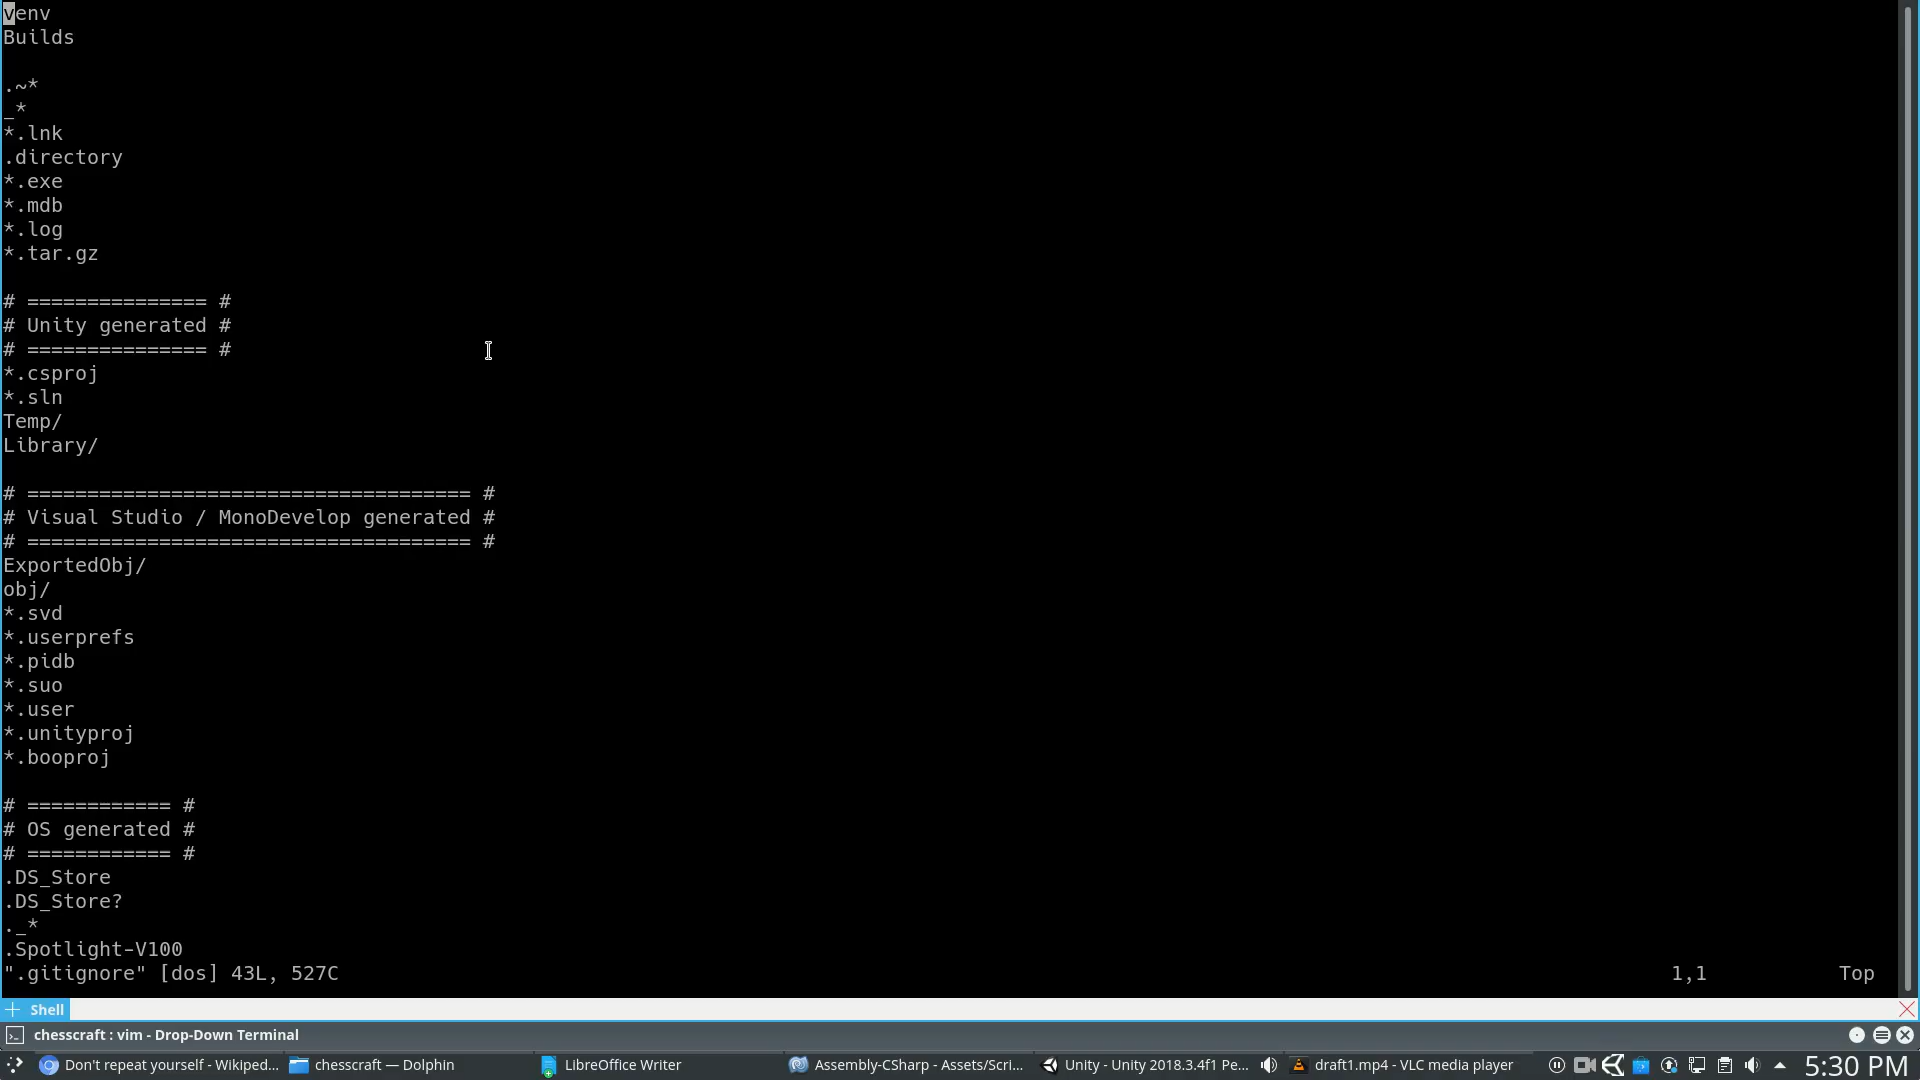 venv
Builds

.~*
_*
*.lnk
.directory
*.exe
*.mdb
*.log
*.tar.gz

# =============== #
# Unity generated #
# =============== #
*.csproj
*.sln
Temp/
Library/

# ===================================== #
# Visual Studio / MonoDevelop generated #
# ===================================== #
ExportedObj/
obj/
*.svd
*.userprefs
*.pidb
*.suo
*.user
*.unityproj
*.booproj

# ============ #
# OS generated #
# ============ #
.DS_Store
.DS_Store?
._*
.Spotlight-V100
".gitignore" [dos] 43L, 527C 1,1 Top
Shell
chesscraft : vim - Drop-Down Terminal
Don't repeat yourself - Wikiped... chesscraft — Dolphin LibreOffice Writer Assembly-CSharp - Assets/Scri... Unity - Unity 2018.3.4f1 Pe... draft1.mp4 - VLC media player 5:30 PM